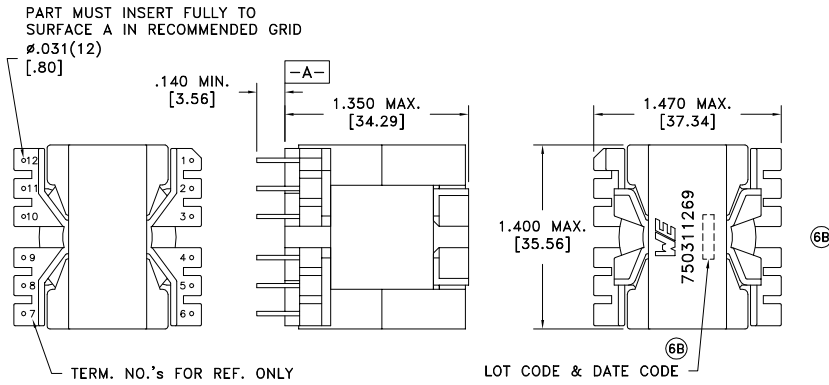 PART MUST INSERT FULLY TO
SURFACE A IN RECOMMENDED GRID
ø.031(12)
[.80]
.140 MIN.
[3.56]
-A-
1.350 MAX.
[34.29]
1.470 MAX.
[37.34]
12
11
10
9
8
7
1
2
3
4
5
6
1.400 MAX.
[35.56]
WE
750311269
6B
6B
TERM. NO.'s FOR REF. ONLY
LOT CODE & DATE CODE